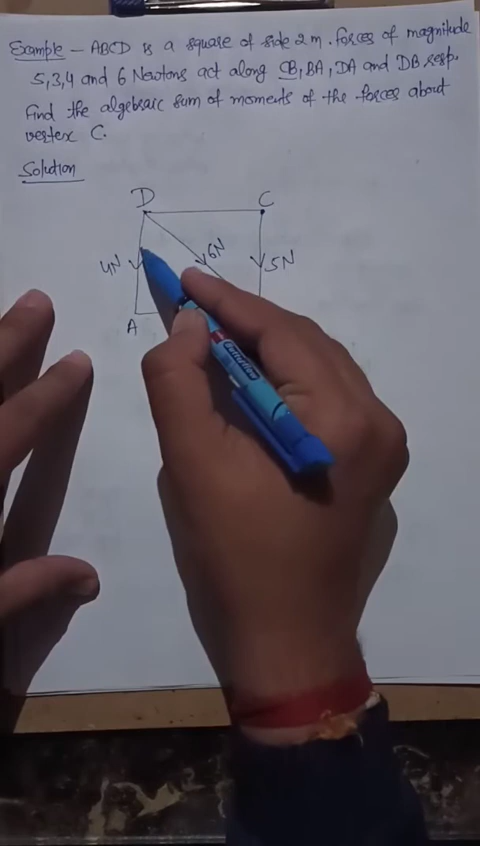 Example - ABCD is a square of side 2 m. forces of magnitude
5,3,4 and 6 Newtons act along CB, BA, DA and DB resp.
Find the algebraic sum of moments of the forces about
vertex C.
Solution
D C
4N 6N 5N
A